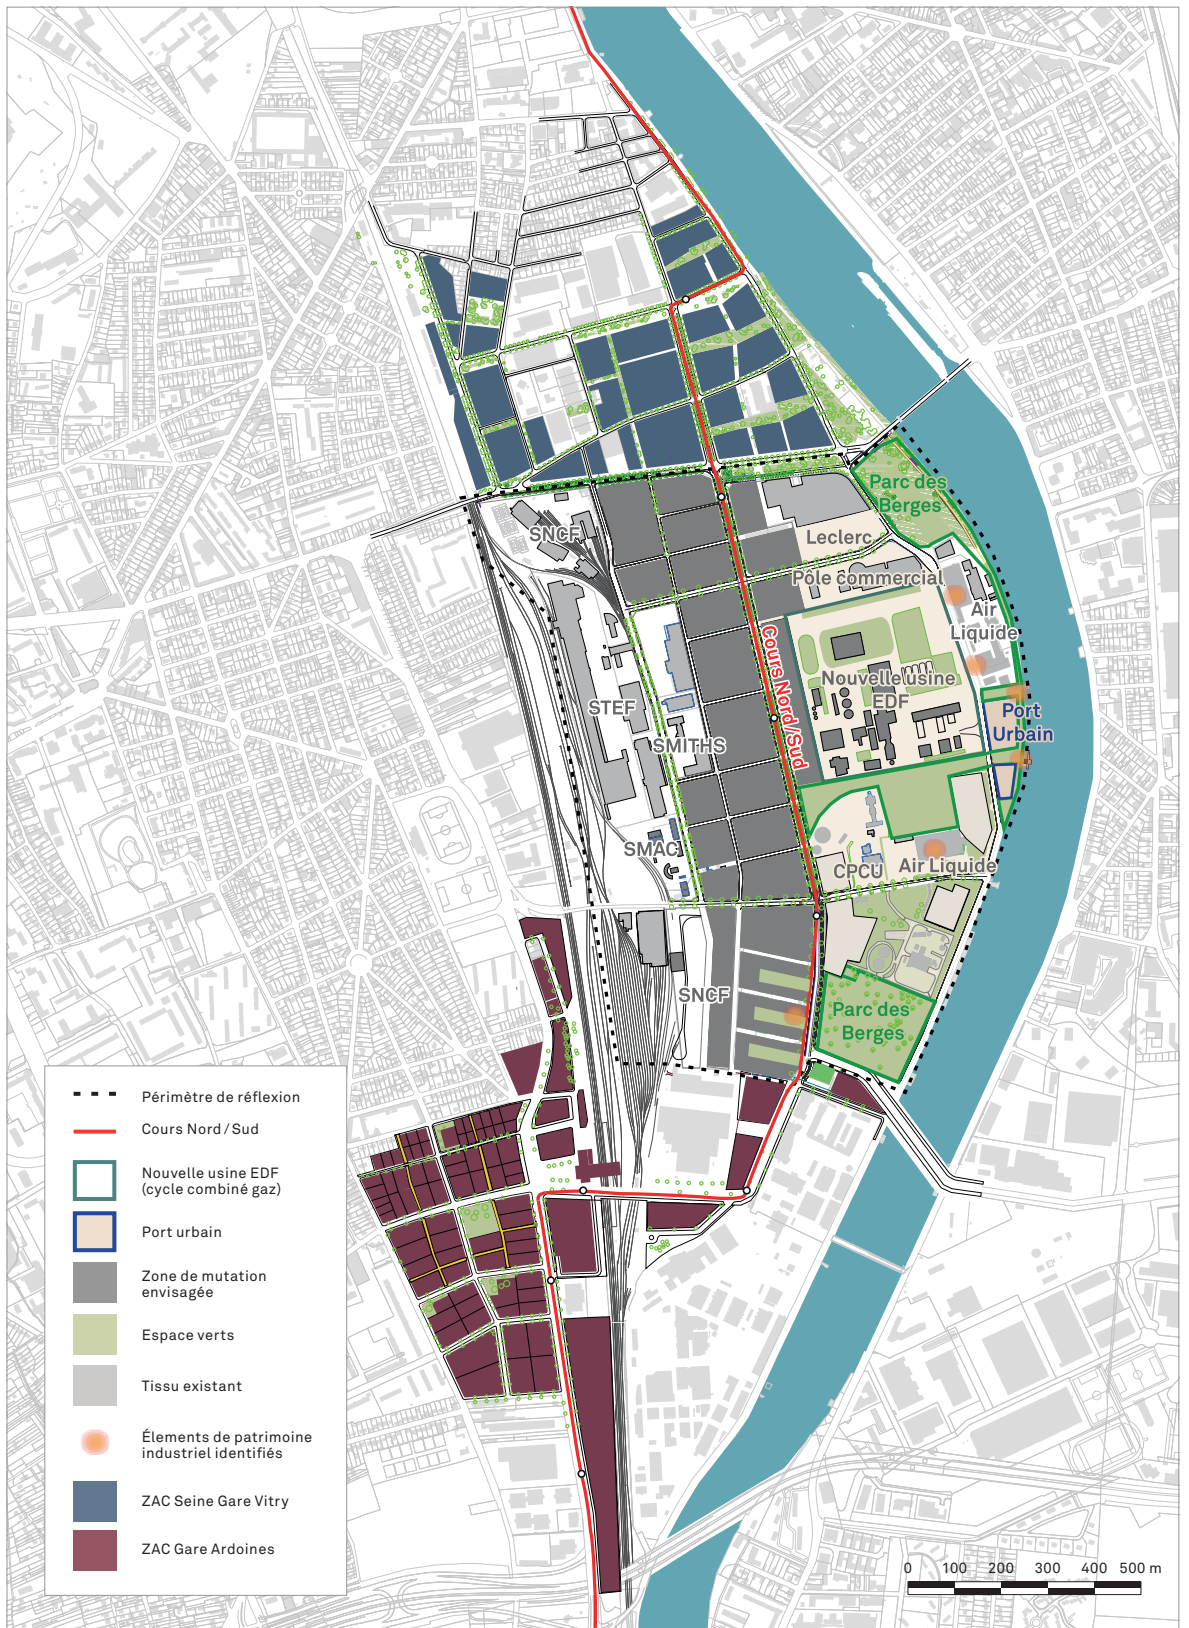 Parc des
Berges
SNCF
Leclerc
Pôle commercial
Air
Liquide
Cours Nord/Sud
Nouvelle usine
EDF
STEF
Port
Urbain
SMITHS
SMAC
CPCU
Air Liquide
SNCF
Parc des
Berges
Périmètre de réflexion
Cours Nord/Sud
Nouvelle usine EDF
(cycle combiné gaz)
Port urbain
Zone de mutation
envisagée
Espace verts
Tissu existant
Élements de patrimoine
industriel identifiés
ZAC Seine Gare Vitry
ZAC Gare Ardoines
0 100 200 300 400 500 m